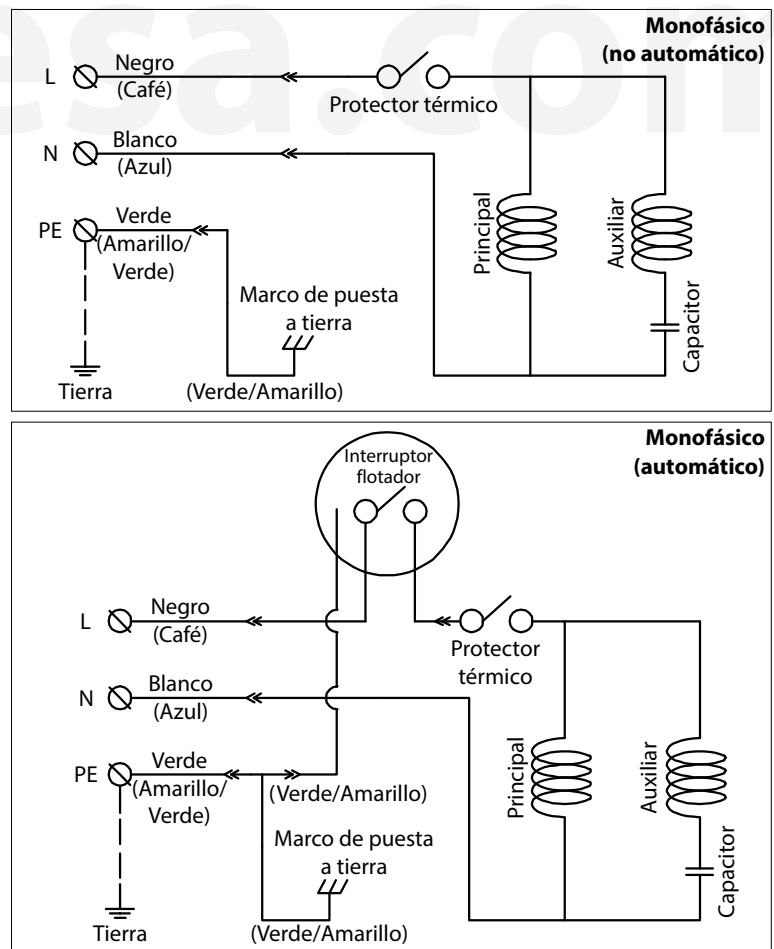 esa.com
Monofásico
(no automático)
L
Negro
(Café)
Protector térmico
N
Blanco
(Azul)
PE
Verde
(Amarillo/
Verde)
Principal
Auxiliar
Capacitor
Marco de puesta
a tierra
Tierra
(Verde/Amarillo)
Monofásico
(automático)
Interruptor
flotador
L
Negro
(Café)
Protector
térmico
N
Blanco
(Azul)
PE
Verde
(Amarillo/
Verde)
(Verde/Amarillo)
Principal
Auxiliar
Capacitor
Marco de puesta
a tierra
Tierra
(Verde/Amarillo)